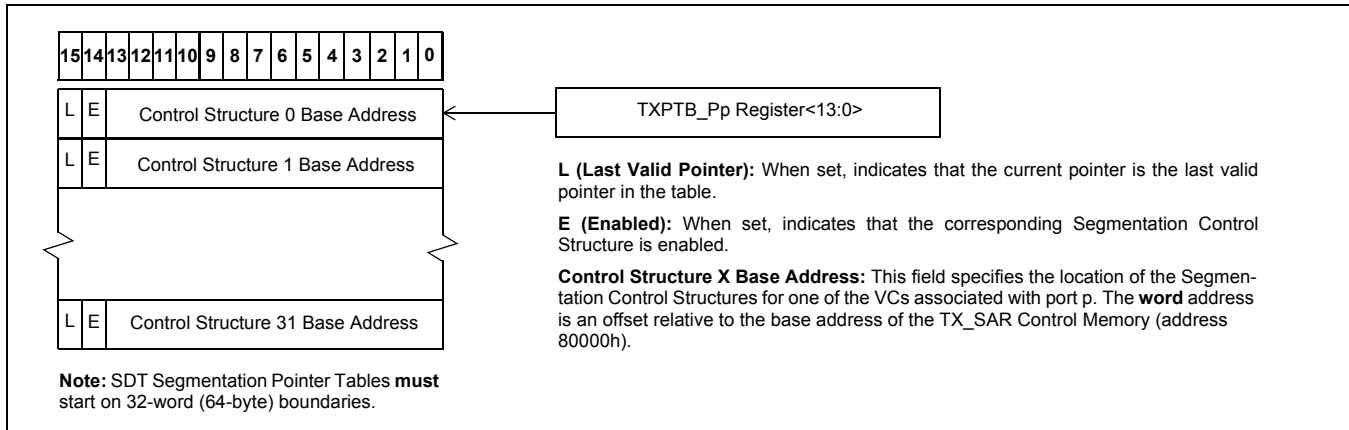 15 14 13 12 11 10 9 8 7 6 5 4 3 2 1 0
L E Control Structure 0 Base Address
TXPTB_Pp Register<13:0>
L E Control Structure 1 Base Address
L (Last Valid Pointer): When set, indicates that the current pointer is the last valid
pointer in the table.
E (Enabled): When set, indicates that the corresponding Segmentation Control
Structure is enabled.
Control Structure X Base Address: This field specifies the location of the Segmen-
tation Control Structures for one of the VCs associated with port p. The word address
is an offset relative to the base address of the TX_SAR Control Memory (address
80000h).
L E Control Structure 31 Base Address
Note: SDT Segmentation Pointer Tables must
start on 32-word (64-byte) boundaries.